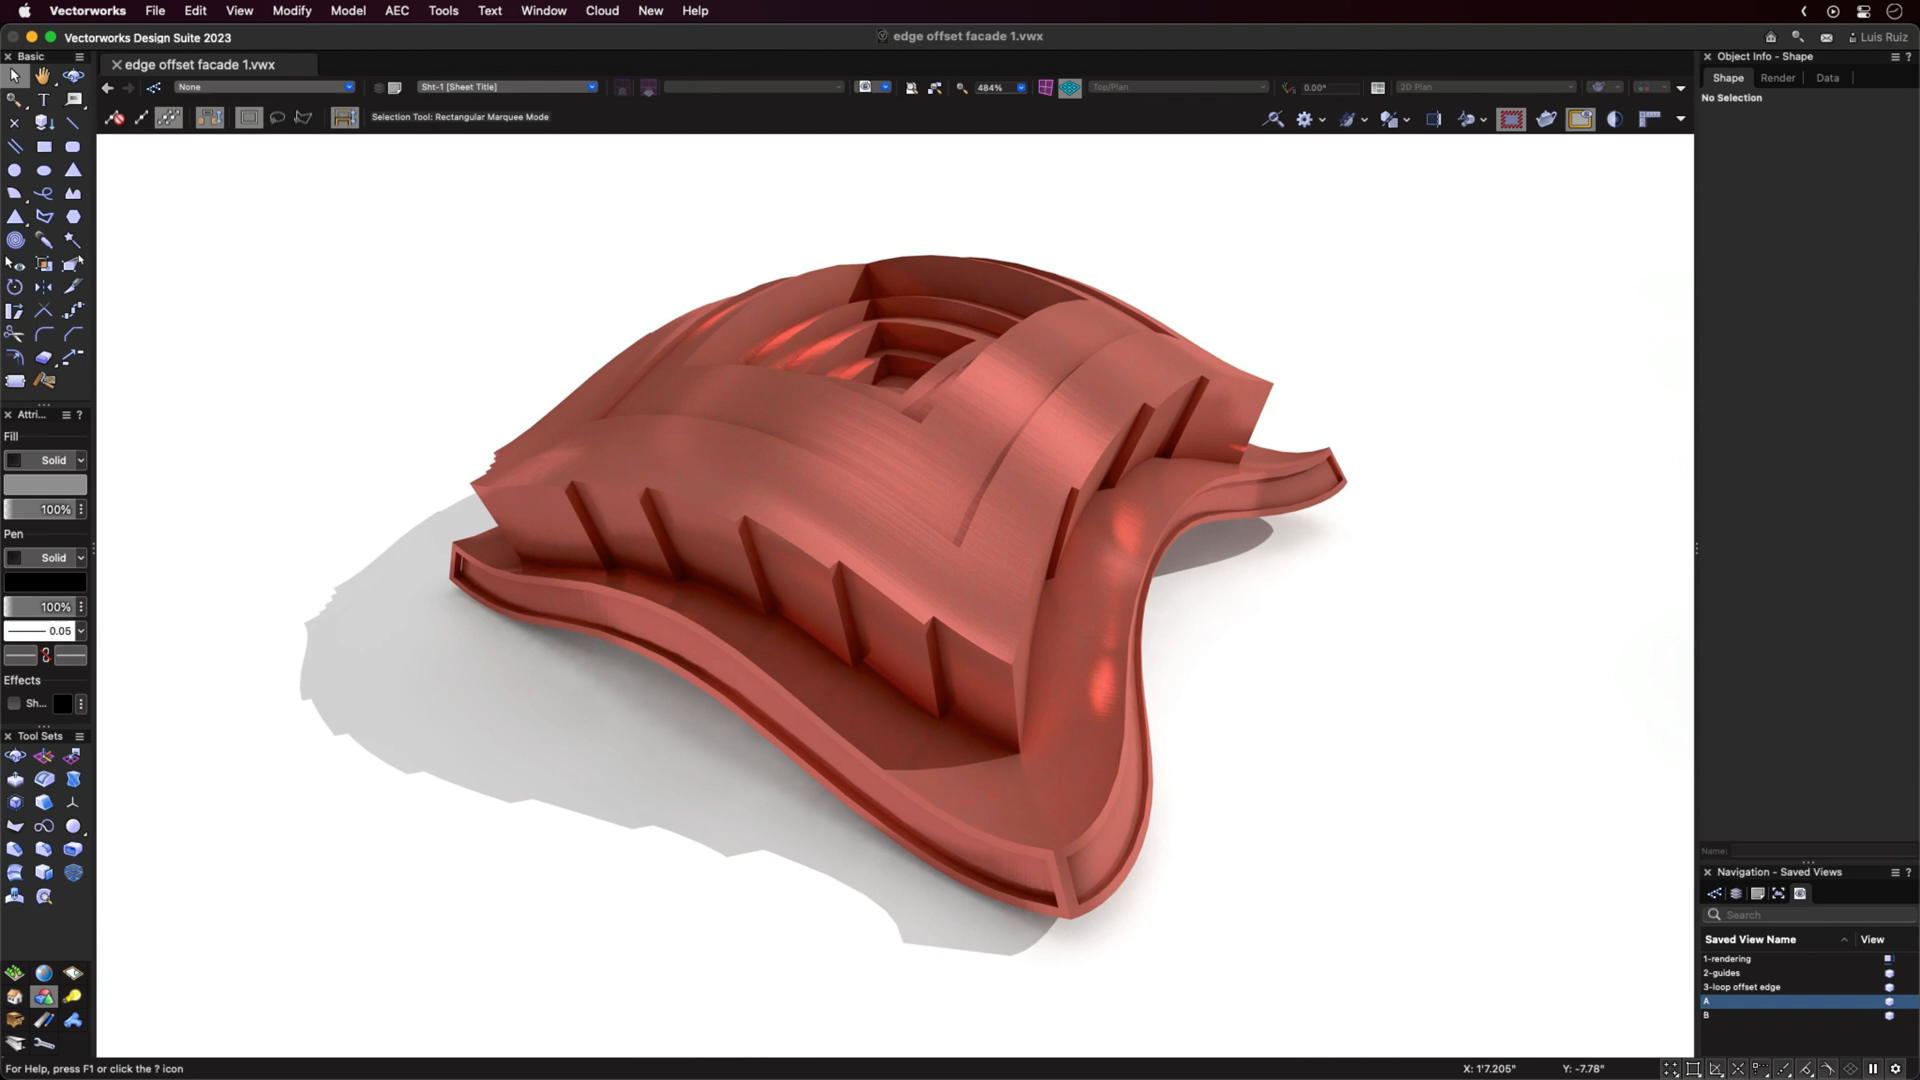 Vectorworks File Edit View Modify Model AEC Tools Text Window Cloud New Help
Vectorworks Design Suite 2023
edge offset facade 1.vwx
Luis Ruiz
Basic
edge offset facade 1.vwx
None
Sht-1 [Sheet Title]
484%
Top/Plan
0.00°
2D Plan
Selection Tool: Rectangular Marquee Mode
Object Info - Shape
Shape Render Data
No Selection
Attri...
Fill
Solid
100%
Pen
Solid
100%
0.05
Effects
Sh...
Tool Sets
Name:
Navigation - Saved Views
Search
Saved View Name View
1-rendering
2-guides
3-loop offset edge
A
B
For Help, press F1 or click the ? icon
X: 1'7.205"
Y: -7.78"